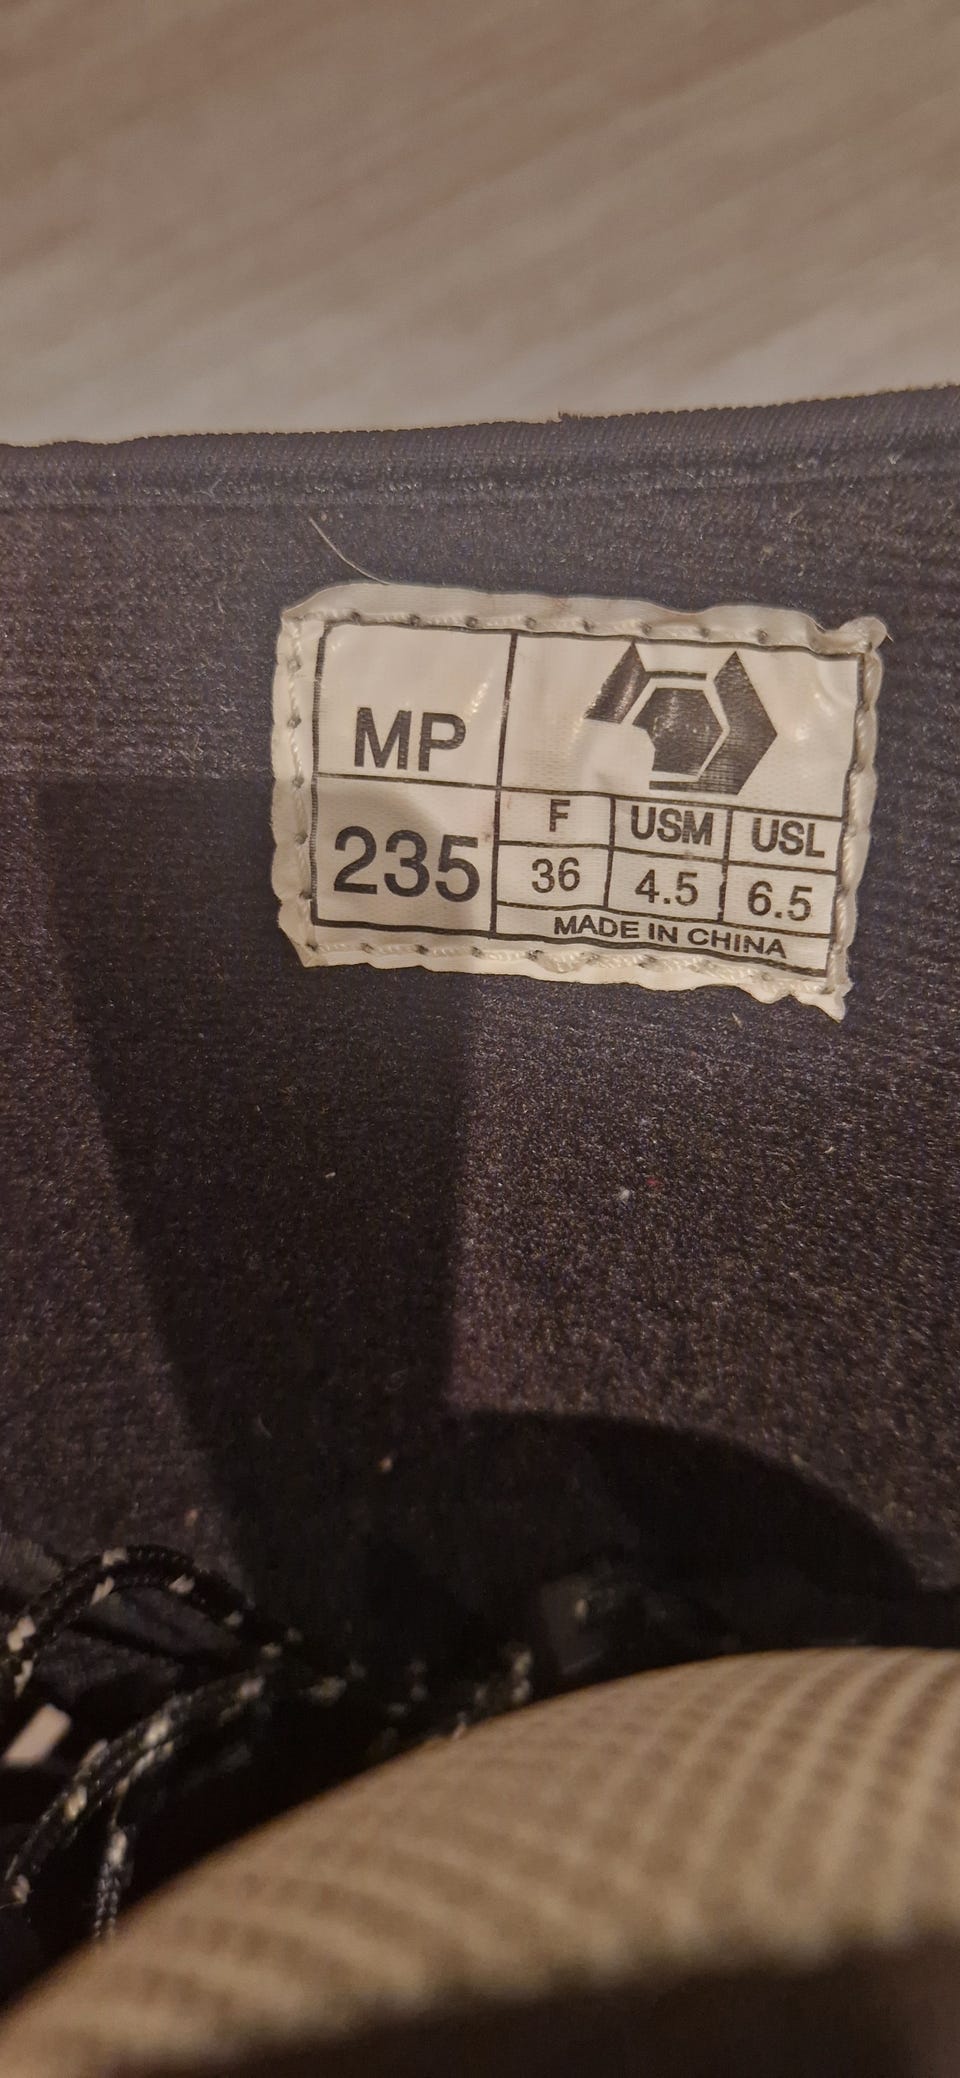 MP
235
F USM USL
36 4.5 6.5
MADE IN CHINA